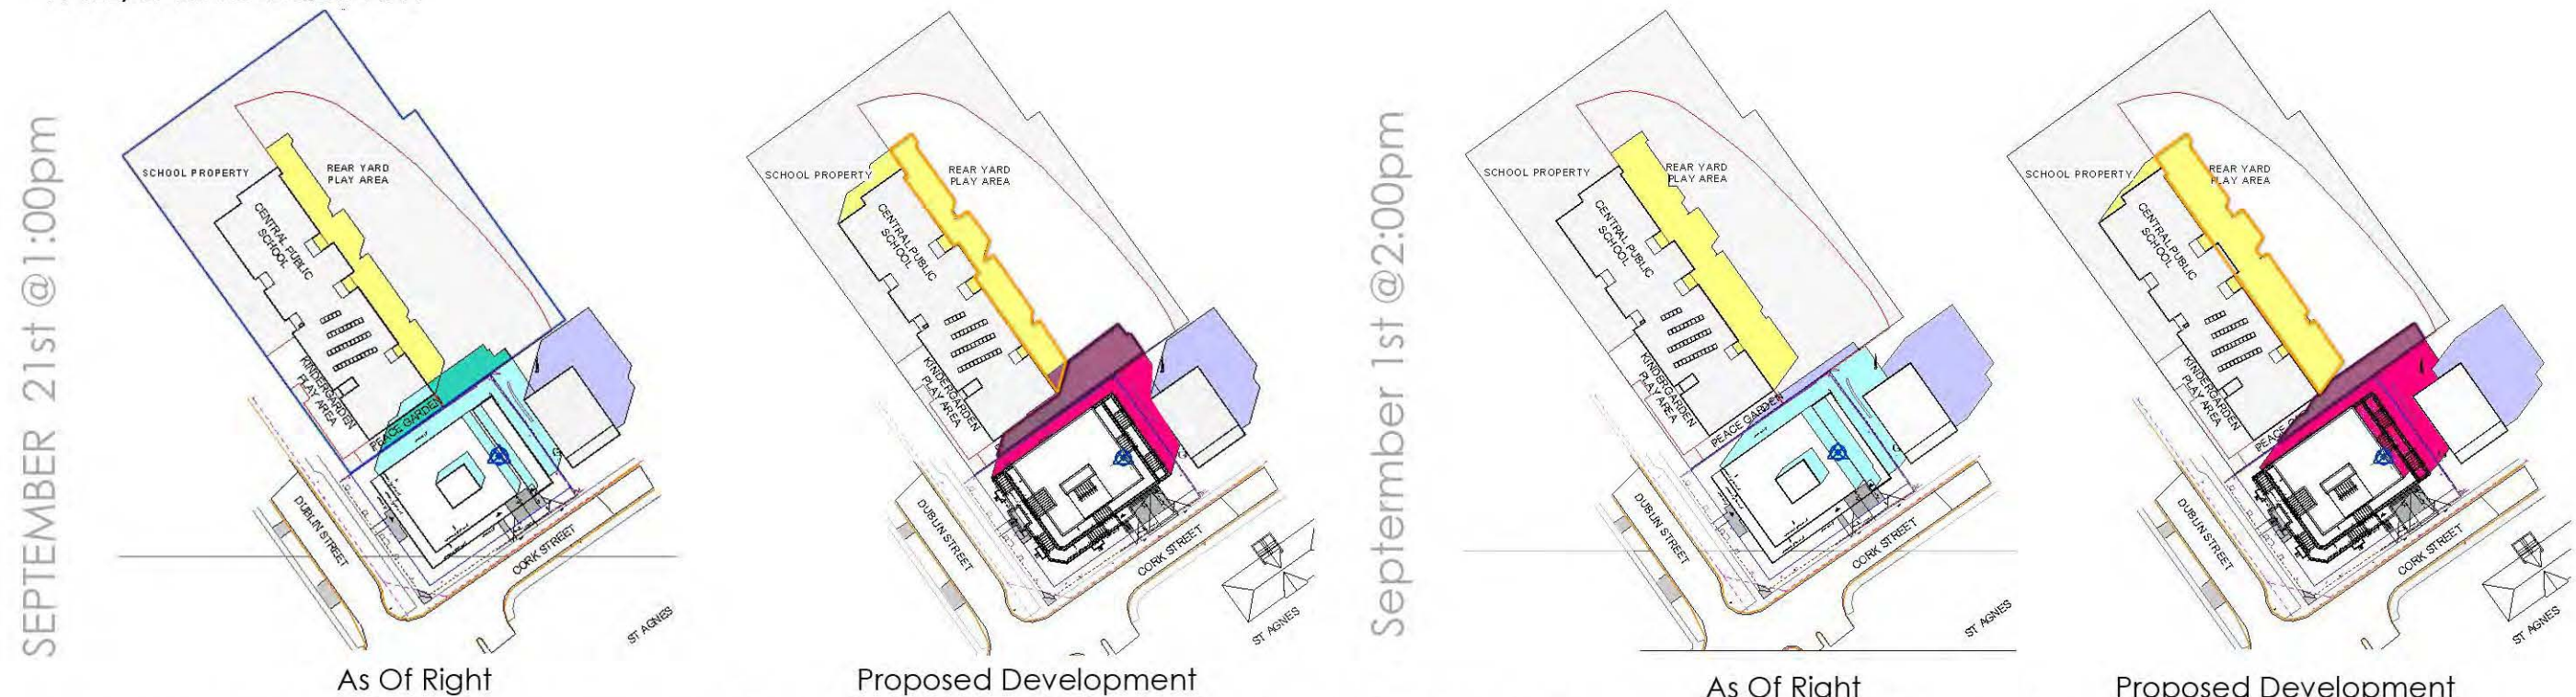 SEPTEMBER 21st @1:00pm
SCHOOL PROPERTY
REAR YARD
PLAY AREA
CENTRAL PUBLIC
SCHOOL
KINDERGARDEN
PLAY AREA
PEACE GARDEN
DUBLIN STREET
CORK STREET
ST AGNES
As Of Right
SCHOOL PROPERTY
REAR YARD
PLAY AREA
CENTRAL PUBLIC
SCHOOL
KINDERGARDEN
PLAY AREA
DUBLIN STREET
CORK STREET
ST AGNES
Proposed Development
September 1st @2:00pm
SCHOOL PROPERTY
REAR YARD
PLAY AREA
CENTRAL PUBLIC
SCHOOL
KINDERGARDEN
PLAY AREA
PEACE GARDEN
DUBLIN STREET
CORK STREET
ST AGNES
As Of Right
SCHOOL PROPERTY
REAR YARD
PLAY AREA
CENTRAL PUBLIC
SCHOOL
KINDERGARDEN
PLAY AREA
PEACE
DUBLIN STREET
CORK STREET
ST AGNES
Proposed Development